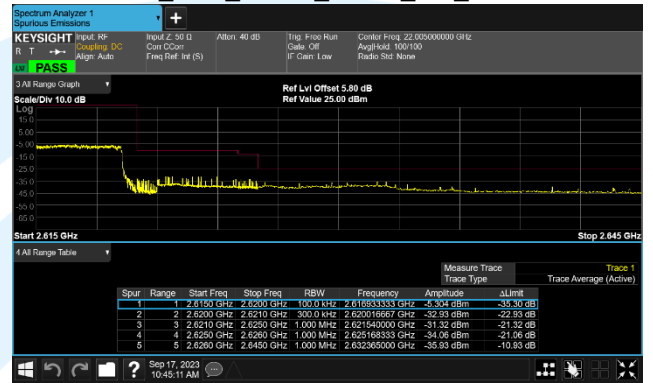 Spectrum Analyzer 1
Spurious Emissions
+
KEYSIGHT Input: RF Input Z: 50 Ω Atten: 40 dB Trig: Free Run Center Freq: 22.005000000 GHz
R T Coupling: DC Corr CCorr Gate: Off Avg|Hold: 100/100
Align: Auto Freq Ref: Int (S) IF Gain: Low Radio Std: None
LM PASS
3 All Range Graph
Ref Lvl Offset 5.80 dB
Scale/Div 10.0 dB Ref Value 25.00 dBm
Log
15.0
5.00
-5.00
-15.0
-25.0
-35.0
-45.0
-55.0
-65.0
Start 2.615 GHz Stop 2.645 GHz
4 All Range Table
Measure Trace Trace 1
Trace Type Trace Average (Active)
Spur Range Start Freq Stop Freq RBW Frequency Amplitude ΔLimit
1 1 2.6150 GHz 2.6200 GHz 100.0 kHz 2.616933333 GHz -5.304 dBm -35.30 dB
2 2 2.6200 GHz 2.6210 GHz 300.0 kHz 2.620016667 GHz -32.93 dBm -22.93 dB
3 3 2.6210 GHz 2.6250 GHz 1.000 MHz 2.621540000 GHz -31.32 dBm -21.32 dB
4 4 2.6250 GHz 2.6260 GHz 1.000 MHz 2.625168333 GHz -34.06 dBm -21.06 dB
5 5 2.6260 GHz 2.6450 GHz 1.000 MHz 2.632365000 GHz -35.93 dBm -10.93 dB
? Sep 17, 2023
10:45:11 AM